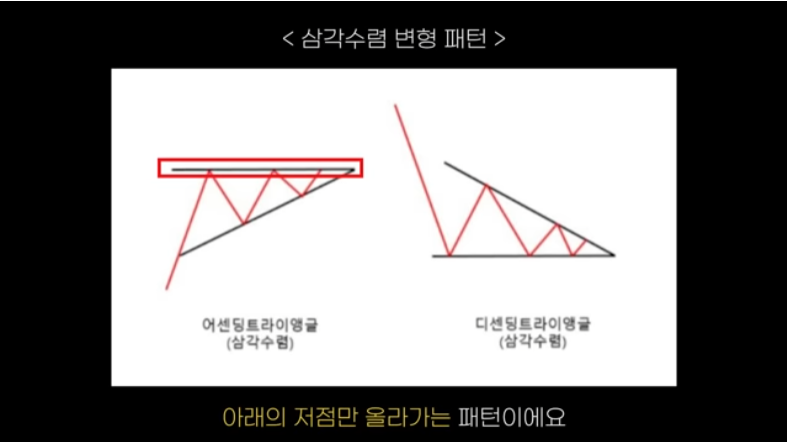 < 삼각수렴 변형 패턴 >
어센딩트라이앵글
(삼각수렴)
디센딩트라이앵글
(삼각수렴)
아래의 저점만 올라가는 패턴이에요